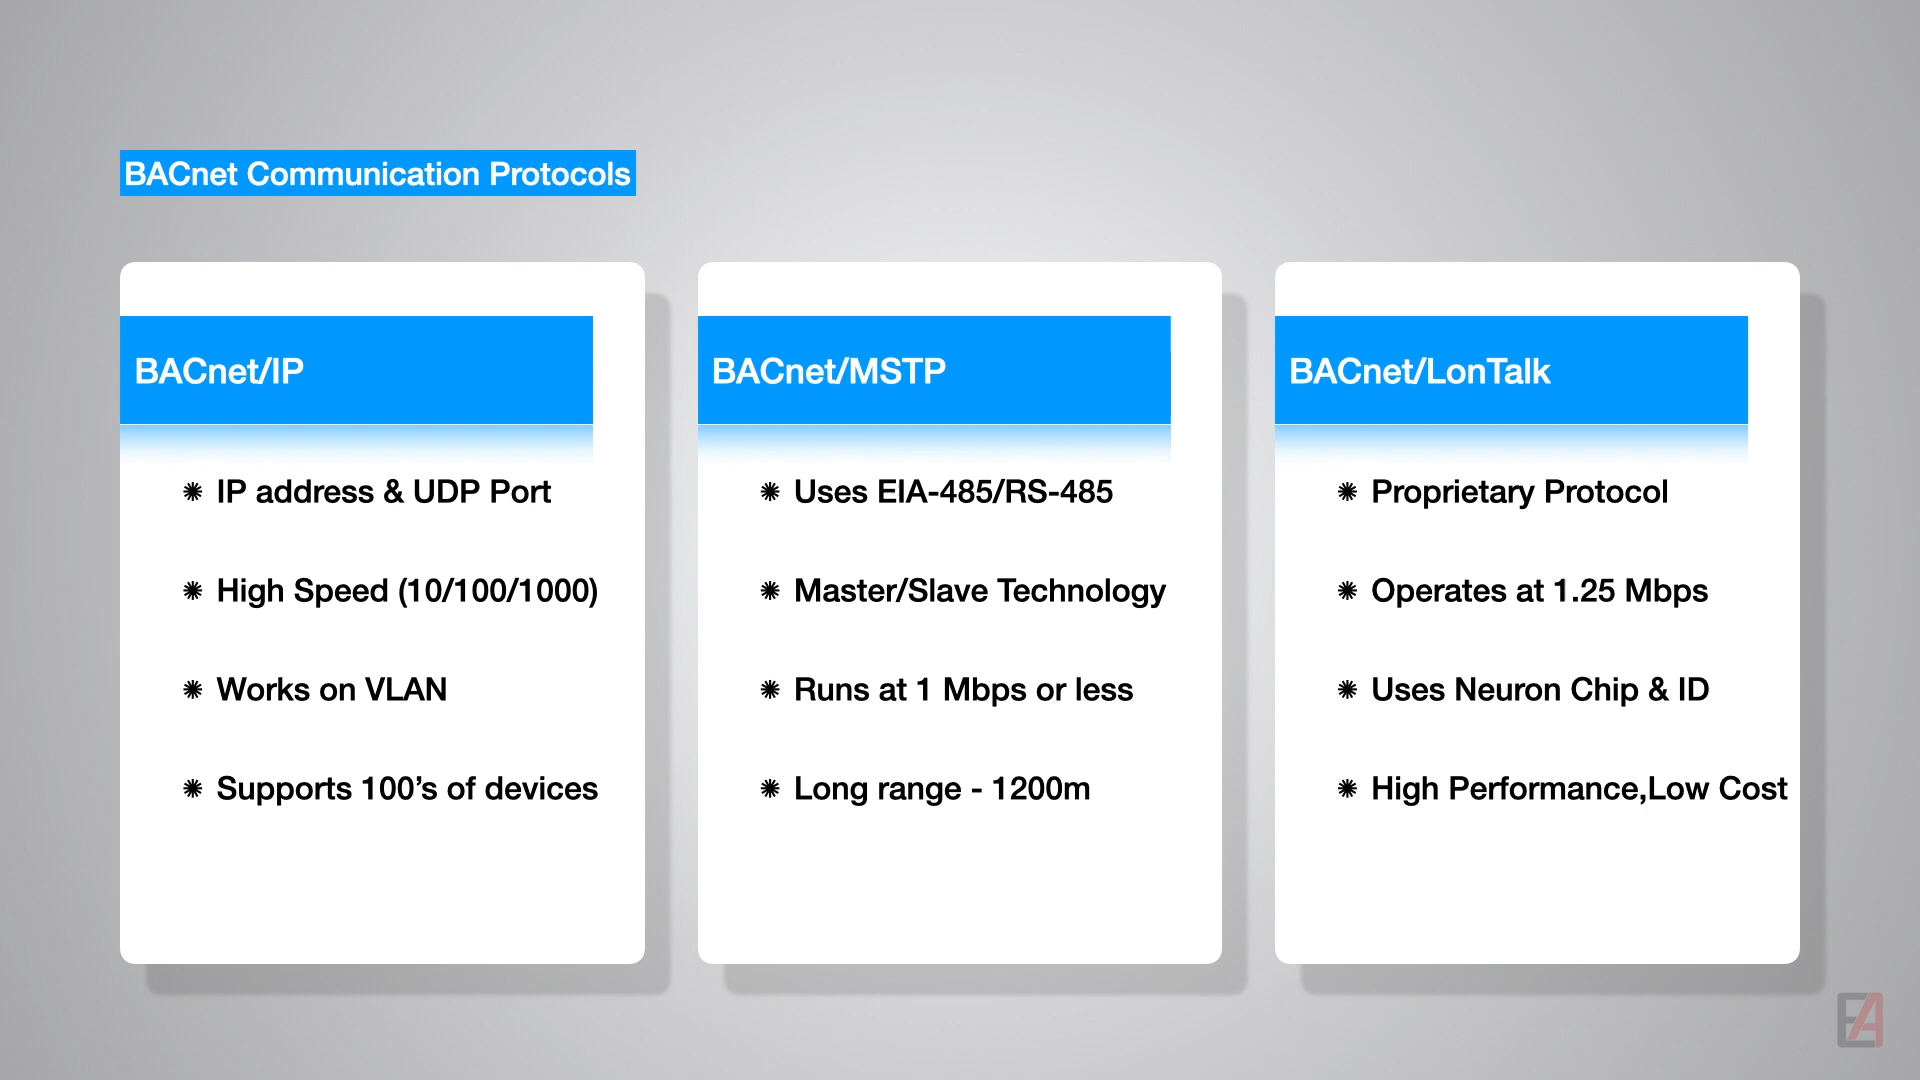 BACnet Communication Protocols
BACnet/IP
IP address & UDP Port
High Speed (10/100/1000)
Works on VLAN
Supports 100’s of devices
BACnet/MSTP
Uses EIA-485/RS-485
Master/Slave Technology
Runs at 1 Mbps or less
Long range - 1200m
BACnet/LonTalk
Proprietary Protocol
Operates at 1.25 Mbps
Uses Neuron Chip & ID
High Performance,Low Cost
EA